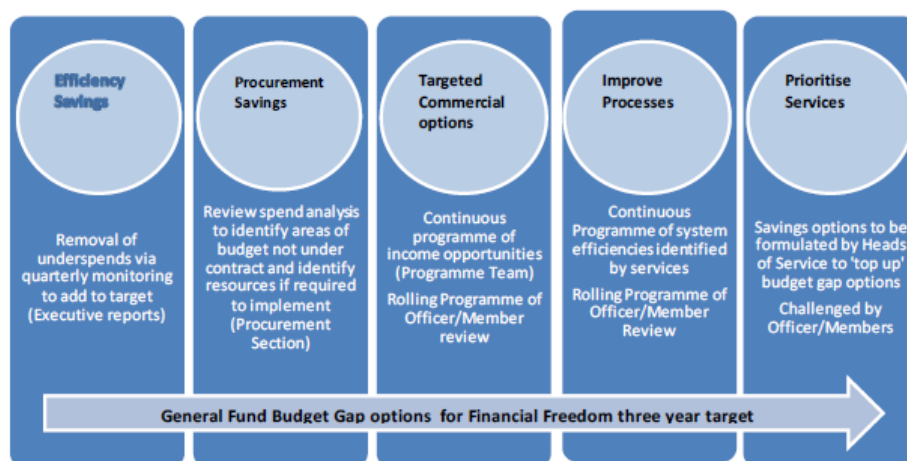 Efficiency
Savings
Procurement
Savings
Targeted
Commercial
options
Improve
Processes
Prioritise
Services
Removal of
underspends via
quarterly monitoring
to add to target
(Executive reports)
Review spend analysis
to identify areas of
budget not under
contract and identify
resources if required
to implement
(Procurement
Section)
Continuous
programme of
income opportunities
(Programme Team)
Rolling Programme of
Officer/Member
review
Continuous
Programme of system
efficiencies identified
by services
Rolling Programme of
Officer/Member
Review
Savings options to be
formulated by Heads
of Service to 'top up'
budget gap options
Challenged by
Officer/Members
General Fund Budget Gap options for Financial Freedom three year target